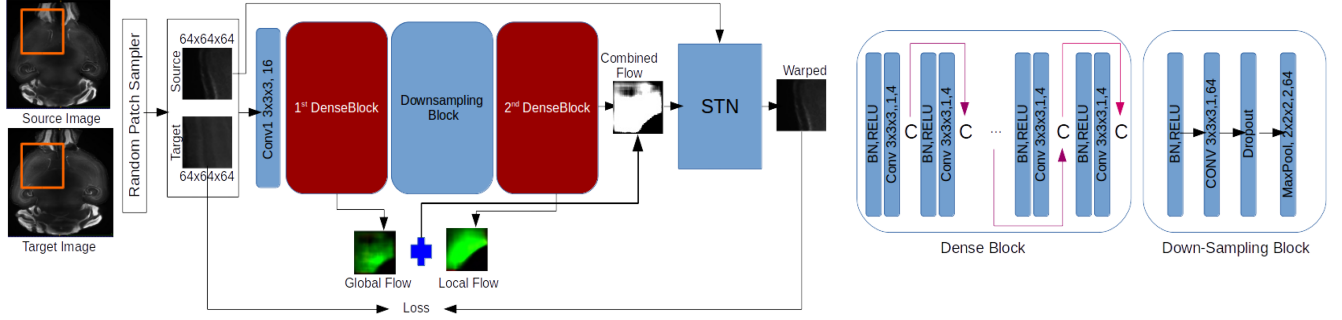 Source Image
Target Image
Random Patch Sampler
64x64x64
Source
Target
64x64x64
Conv1 3x3x3, 16
1st DenseBlock
Downsampling
Block
2nd DenseBlock
Combined
Flow
STN
Warped
Global Flow
Local Flow
Loss
BN,RELU
Conv 3x3x3,,1,4
C
BN,RELU
Conv 3x3x3,1,4
C
...
BN,RELU
Conv 3x3x3,1,4
C
BN,RELU
Conv 3x3x3,1,4
C
Dense Block
BN,RELU
CONV 3x3x3,1,64
Dropout
MaxPool, 2x2x2,2,64
Down-Sampling Block